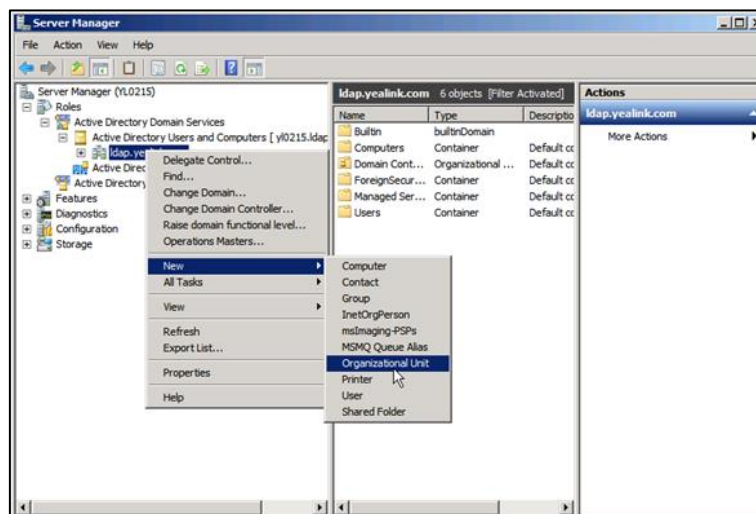 Server Manager
File Action View Help
Server Manager (YL0215)
Roles
Active Directory Domain Services
Active Directory Users and Computers [ yl0215.ldap
ldap.ye
Active Direc
Active Directory
Features
Diagnostics
Configuration
Storage
Delegate Control...
Find...
Change Domain...
Change Domain Controller...
Raise domain functional level...
Operations Masters...
New
All Tasks
View
Refresh
Export List...
Properties
Help
Computer
Contact
Group
InetOrgPerson
msImaging-PSPs
MSMQ Queue Alias
Organizational Unit
Printer
User
Shared Folder
ldap.yealink.com 6 objects [Filter Activated]
Name Type Descriptio
Builtin builtinDomain
Computers Container Default cc
Domain Cont... Organizational ... Default cc
ForeignSecur... Container Default cc
Managed Ser... Container Default cc
Users Container Default cc
Actions
ldap.yealink.com
More Actions